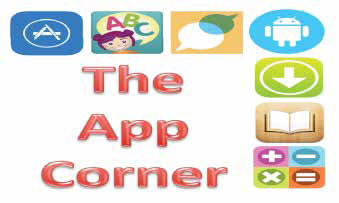 ABC
The
App
Corner